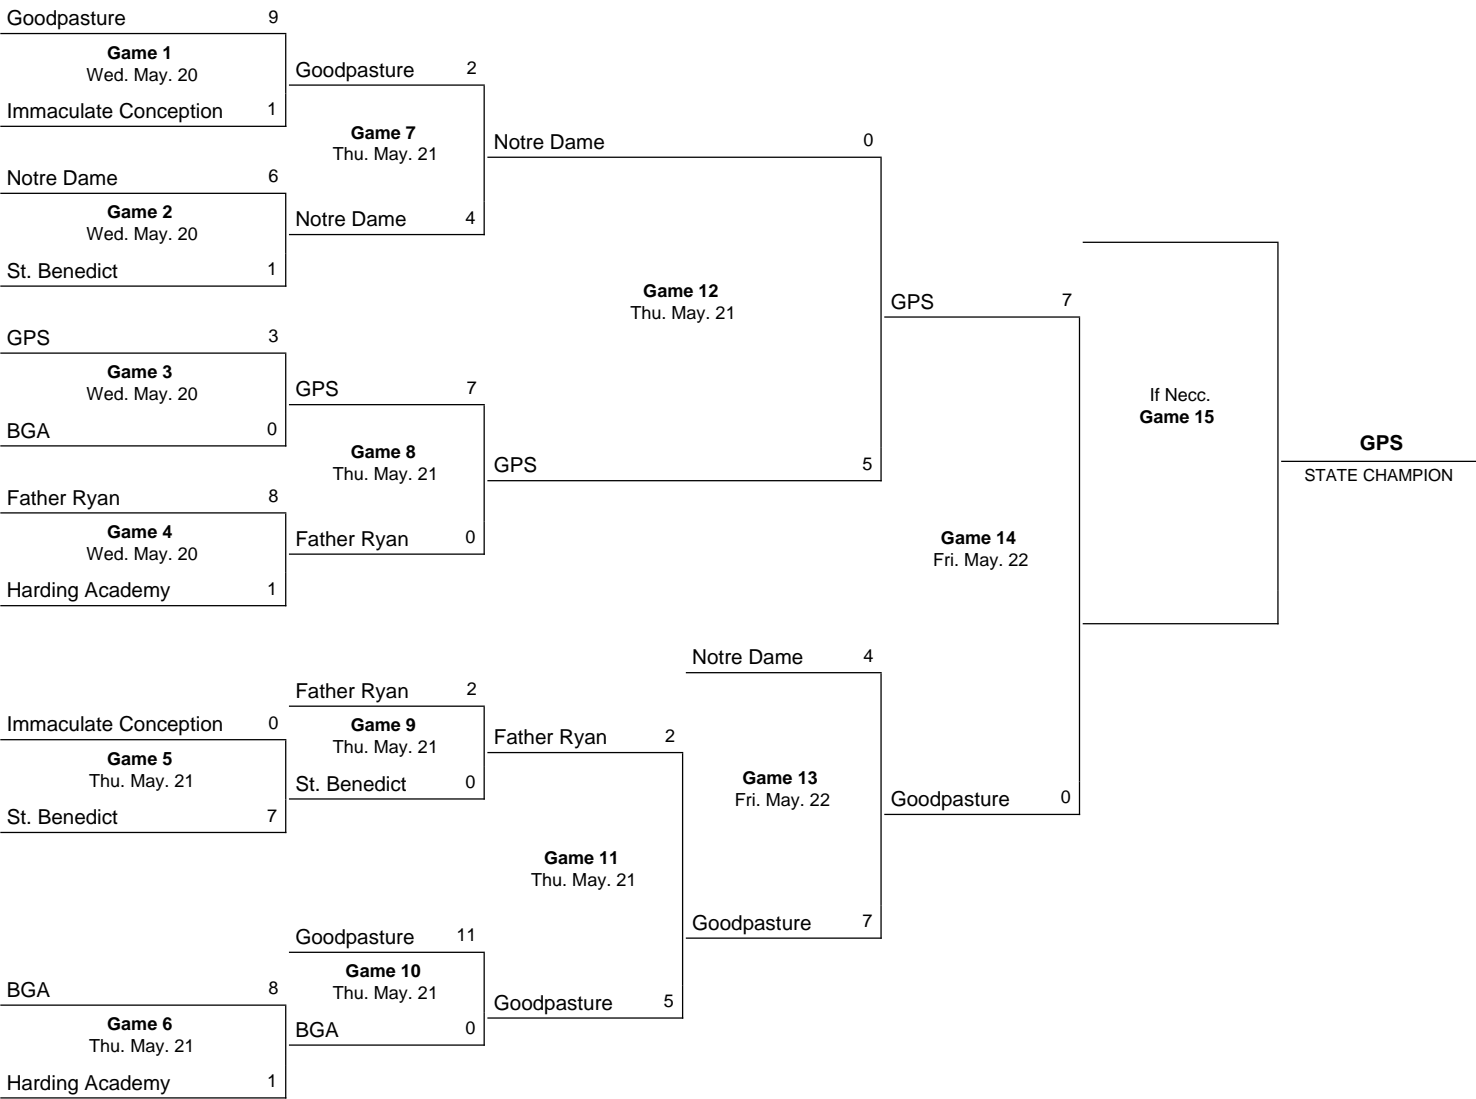 Goodpasture 9
Game 1
Wed. May. 20
Immaculate Conception 1
Notre Dame 6
Game 2
Wed. May. 20
St. Benedict 1
GPS 3
Game 3
Wed. May. 20
BGA 0
Father Ryan 8
Game 4
Wed. May. 20
Harding Academy 1
Immaculate Conception 0
Game 5
Thu. May. 21
St. Benedict 7
BGA 8
Game 6
Thu. May. 21
Harding Academy 1
Goodpasture 2
Game 7
Thu. May. 21
Notre Dame 4
GPS 7
Game 8
Thu. May. 21
Father Ryan 0
Father Ryan 2
Game 9
Thu. May. 21
St. Benedict 0
Goodpasture 11
Game 10
Thu. May. 21
BGA 0
Notre Dame 0
Game 12
Thu. May. 21
GPS 5
Father Ryan 2
Game 11
Thu. May. 21
Goodpasture 5
Notre Dame 4
Game 13
Fri. May. 22
Goodpasture 7
GPS 7
Game 14
Fri. May. 22
Goodpasture 0
If Necc.
Game 15
GPS
STATE CHAMPION